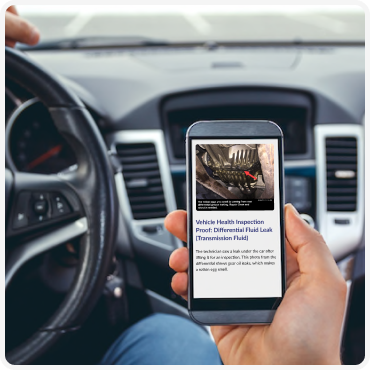 Vehicle Health Inspection
Proof: Differential Fluid Leak
(Transmission Fluid)
The technician saw a leak under the car after
lifting it for an inspection. This photo from the
differential shows gear oil leaks, which makes
a rotten egg smell.